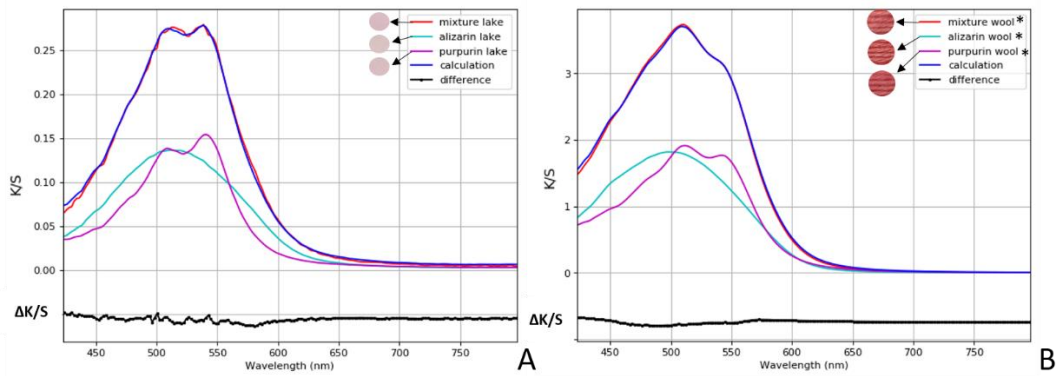 mixture lake
alizarin lake
purpurin lake
calculation
difference
0.25
0.20
0.15
0.10
0.05
0.00
K/S
ΔK/S
450 500 550 600 650 700 750
Wavelength (nm)
A
mixture wool *
alizarin wool *
purpurin wool *
calculation
difference
3
2
1
0
K/S
ΔK/S
450 500 550 600 650 700 750
Wavelength (nm)
B